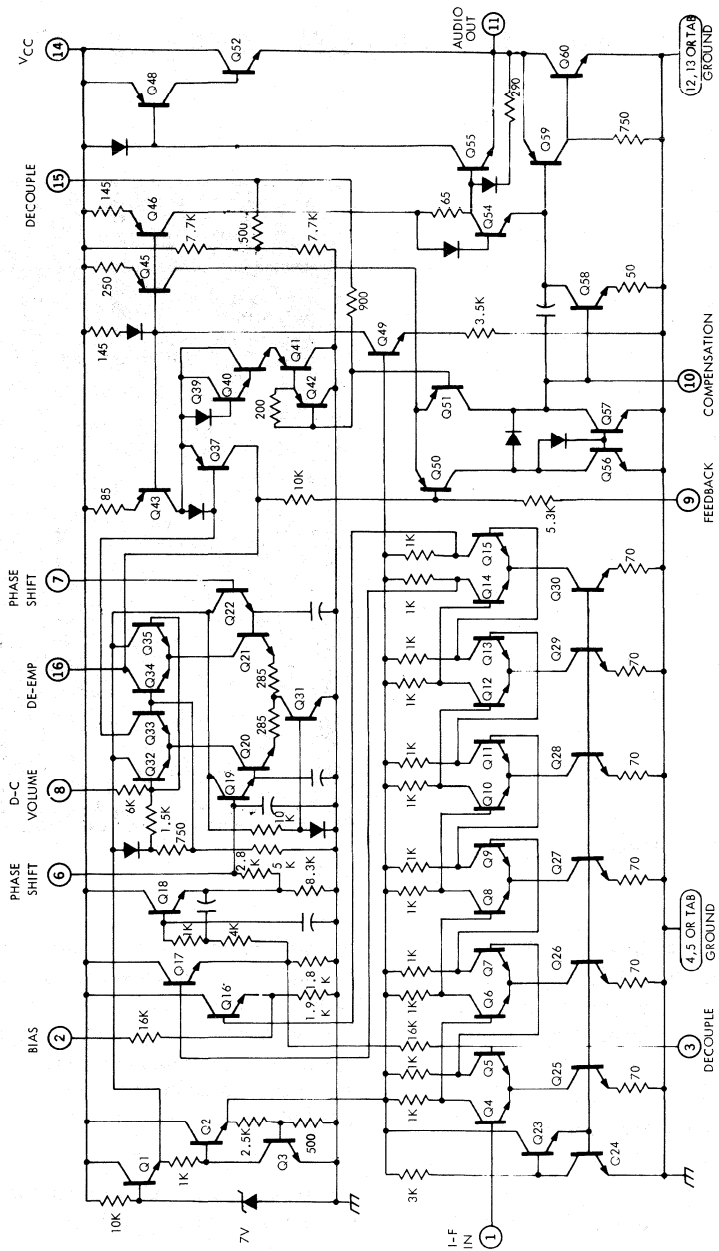 VCC
14
AUDIO
OUT
11
12, 13 OR TAB
GROUND
DECOUPLE
15
Q48
Q52
Q55
290
Q60
Q59
750
145
Q46
7.7K
50u
7.7K
65
Q54
250
Q45
900
Q58
50
145
Q49
3.5K
Q39
Q40
Q41
Q42
200
Q51
10
COMPENSATION
85
Q43
Q37
10K
Q50
Q57
Q56
5.3K
9
FEEDBACK
PHASE
SHIFT
7
DE-EMP
16
D-C
VOLUME
8
PHASE
SHIFT
6
BIAS
2
Q35
Q34
Q33
Q32
Q22
Q21
285
285
Q31
Q20
Q19
6K
1.5K
750
10
K
2.8
K
5
K
8.3K
Q18
1K
4K
Q17
Q16
1.8
K
1.9
K
16K
Q1
Q2
Q3
1K
2.5K
500
10K
7V
1K
1K
Q15
Q14
Q30
70
1K
1K
Q13
Q12
Q29
70
1K
1K
Q11
Q10
Q28
70
1K
1K
Q9
Q8
Q27
70
1K
1K
Q7
Q6
Q26
70
16K
1K
1K
Q5
Q4
Q25
70
Q23
C24
3K
4,5 OR TAB
GROUND
3
DECOUPLE
I-F
IN
1